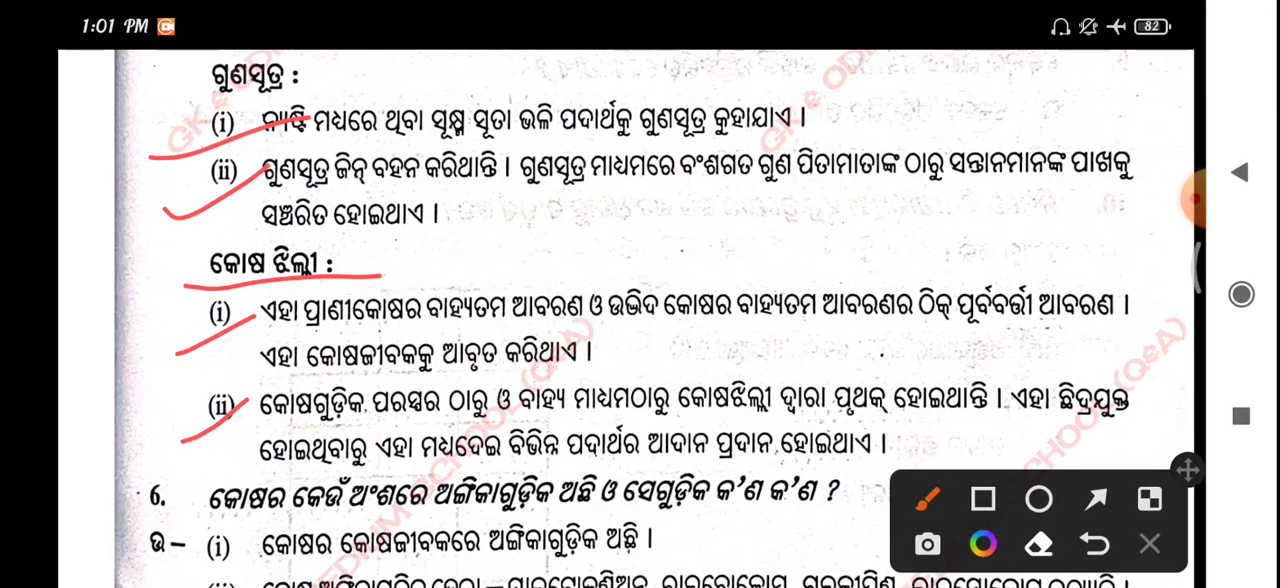 1:01 PM
82
ଗୁଣସୂତ୍ର :
(i) ନ୍ୟଷ୍ଟି ମଧ୍ୟରେ ଥିବା ସୂକ୍ଷ୍ମ ସୂତା ଭଳି ପଦାର୍ଥକୁ ଗୁଣସୂତ୍ର କୁହାଯାଏ ।
(ii) ଗୁଣସୂତ୍ର ଜିନ୍ ବହନ କରିଥାନ୍ତି । ଗୁଣସୂତ୍ର ମାଧ୍ୟମରେ ବଂଶଗତ ଗୁଣ ପିତାମାତାଙ୍କ ଠାରୁ ସନ୍ତାନମାନଙ୍କ ପାଖକୁ
ସଞ୍ଚରିତ ହୋଇଥାଏ ।
କୋଷ ଝିଲ୍ଲୀ :
(i) ଏହା ପ୍ରାଣୀକୋଷର ବାହ୍ୟତମ ଆବରଣ ଓ ଉଦ୍ଭିଦ କୋଷର ବାହ୍ୟତମ ଆବରଣର ଠିକ୍ ପୂର୍ବବର୍ତ୍ତୀ ଆବରଣ ।
ଏହା କୋଷଜୀବକକୁ ଆବୃତ କରିଥାଏ ।
(ii) କୋଷଗୁଡ଼ିକ ପରସ୍ପର ଠାରୁ ଓ ବାହ୍ୟ ମାଧ୍ୟମଠାରୁ କୋଷଝିଲ୍ଲୀ ଦ୍ୱାରା ପୃଥକ୍ ହୋଇଥାନ୍ତି । ଏହା ଛିଦ୍ରଯୁକ୍ତ
ହୋଇଥିବାରୁ ଏହା ମଧ୍ୟଦେଇ ବିଭିନ୍ନ ପଦାର୍ଥର ଆଦାନ ପ୍ରଦାନ ହୋଇଥାଏ ।
6. କୋଷର କେଉଁ ଅଂଶରେ ଅଙ୍ଗିକାଗୁଡ଼ିକ ଅଛି ଓ ସେଗୁଡ଼ିକ କ'ଣ କ'ଣ ?
ଉ – (i) କୋଷର କୋଷଜୀବକରେ ଅଙ୍ଗିକାଗୁଡ଼ିକ ଅଛି ।